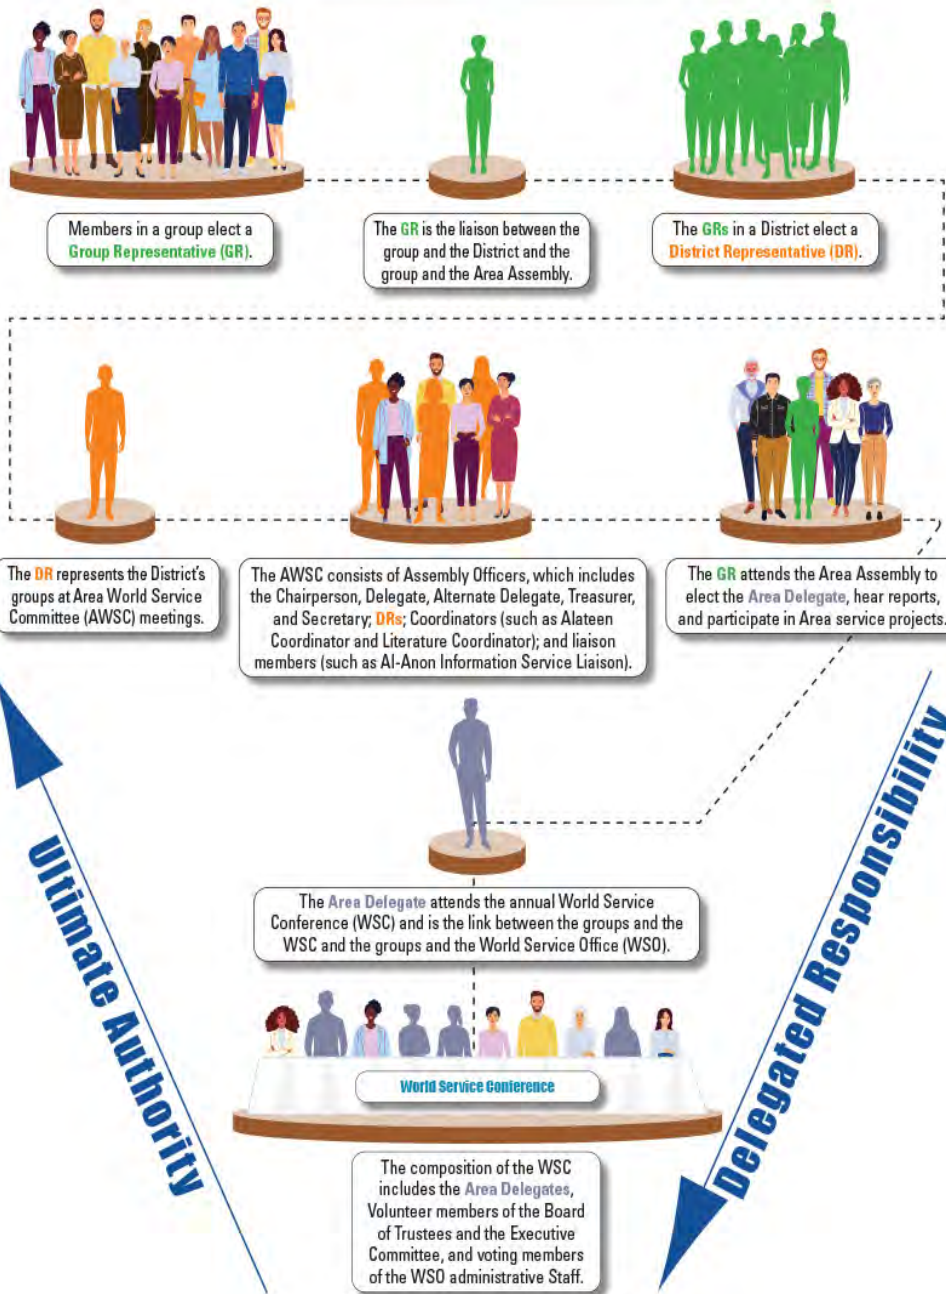 Members in a group elect a
Group Representative (GR).
The GR is the liaison between the
group and the District and the
group and the Area Assembly.
The GRs in a District elect a
District Representative (DR).
The DR represents the District's
groups at Area World Service
Committee (AWSC) meetings.
The AWSC consists of Assembly Officers, which includes
the Chairperson, Delegate, Alternate Delegate, Treasurer,
and Secretary; DRs; Coordinators (such as Alateen
Coordinator and Literature Coordinator); and liaison
members (such as Al-Anon Information Service Liaison).
The GR attends the Area Assembly to
elect the Area Delegate, hear reports,
and participate in Area service projects.
Ultimate Authority
Delegated Responsibility
The Area Delegate attends the annual World Service
Conference (WSC) and is the link between the groups and the
WSC and the groups and the World Service Office (WSO).
World Service Conference
The composition of the WSC
includes the Area Delegates,
Volunteer members of the Board
of Trustees and the Executive
Committee, and voting members
of the WSO administrative Staff.